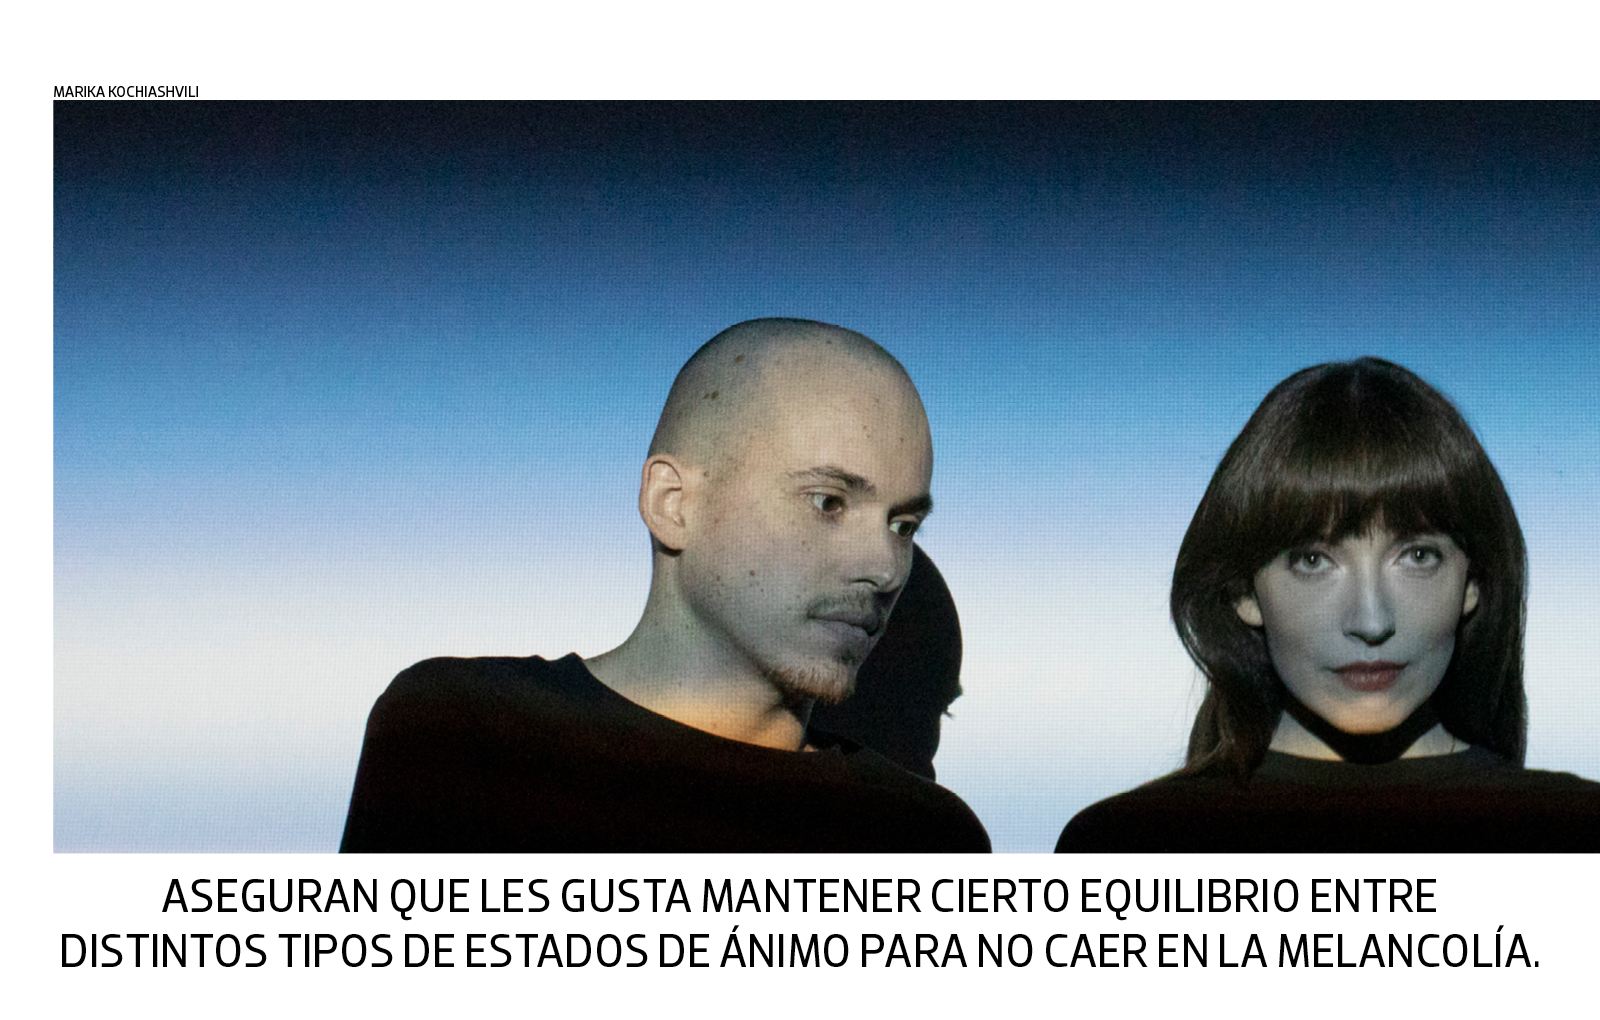 MARIKA KOCHIASHVILI
ASEGURAN QUE LES GUSTA MANTENER CIERTO EQUILIBRIO ENTRE
DISTINTOS TIPOS DE ESTADOS DE ÁNIMO PARA NO CAER EN LA MELANCOLÍA.